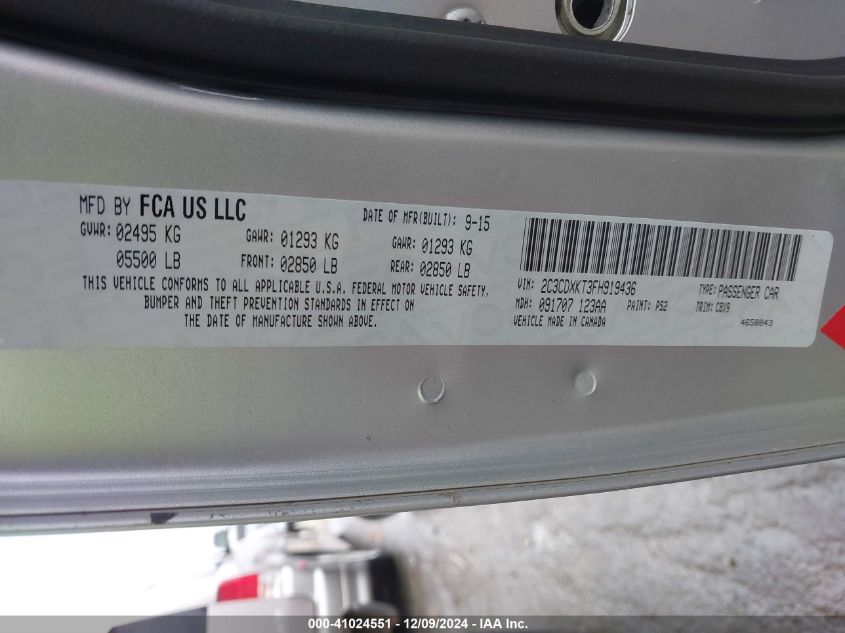 MFD BY FCA US LLC
DATE OF MFR(BUILT): 9-15
GVWR: 02495 KG
GAWR: 01293 KG
GAWR: 01293 KG
05500 LB
FRONT: 02850 LB
REAR: 02850 LB
THIS VEHICLE CONFORMS TO ALL APPLICABLE U.S.A. FEDERAL MOTOR VEHICLE SAFETY,
BUMPER AND THEFT PREVENTION STANDARDS IN EFFECT ON
THE DATE OF MANUFACTURE SHOWN ABOVE.
VIN: 2C3CDXKT3FH919436
TYPE: PASSENGER CAR
MDH: 091707 123AA
PAINT: PS2
TRIM: CBX9
VEHICLE MADE IN CANADA
4658843
000-41024551 - 12/09/2024 - IAA Inc.